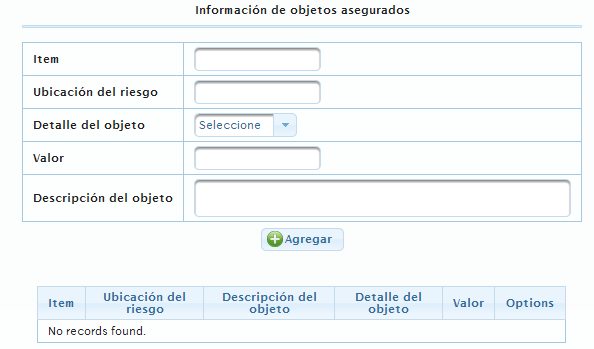 Información de objetos asegurados
Item
Ubicación del riesgo
Detalle del objeto Seleccione
Valor
Descripción del objeto
Agregar
Item Ubicación del riesgo Descripción del objeto Detalle del objeto Valor Options
No records found.